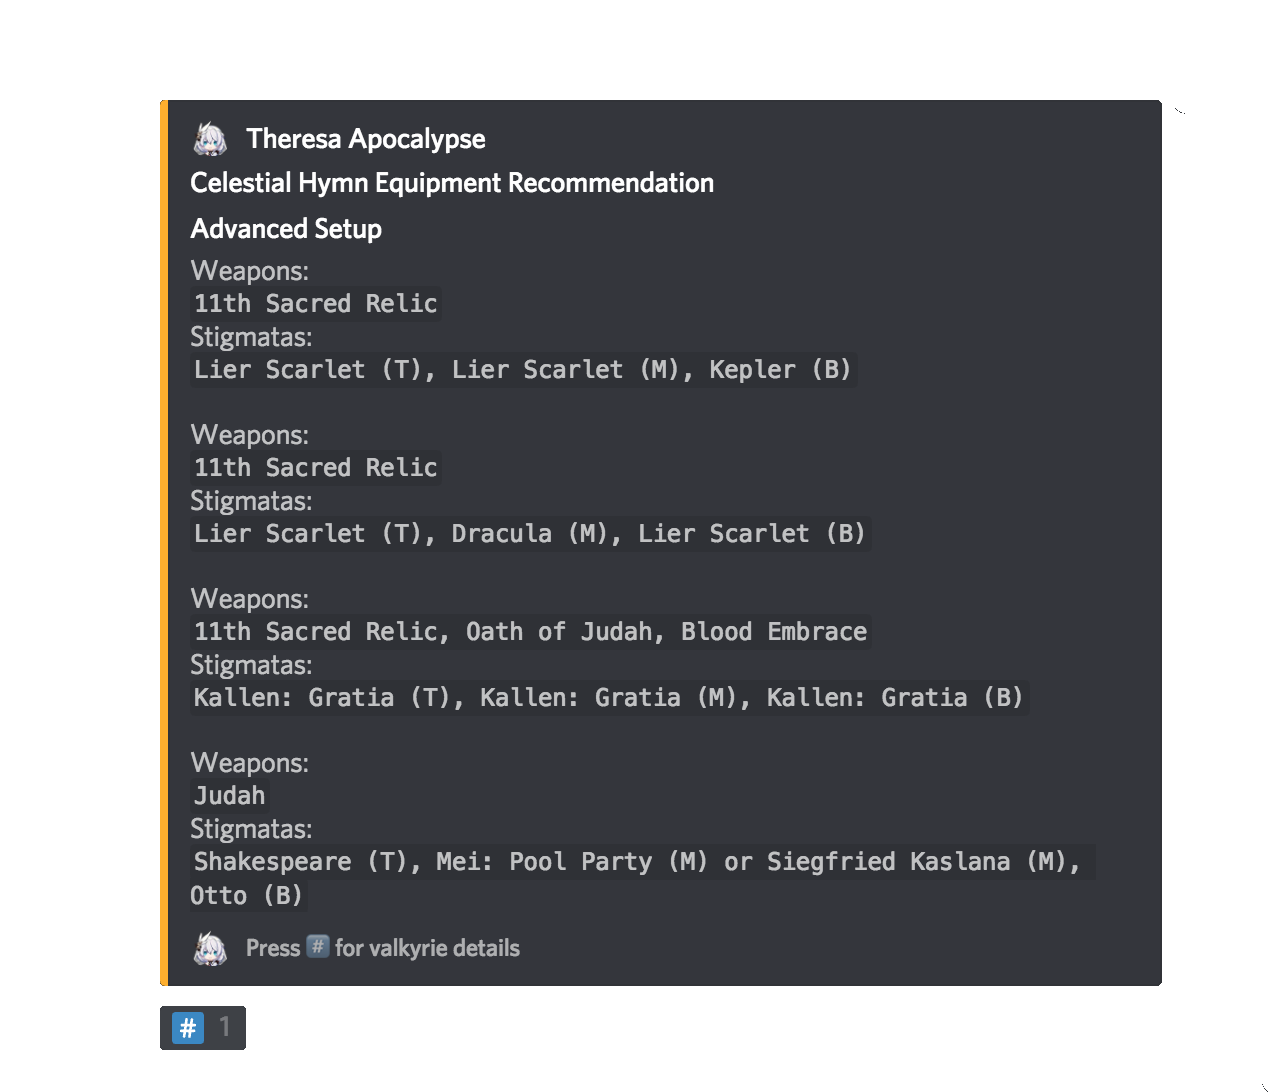 Theresa Apocalypse
Celestial Hymn Equipment Recommendation
Advanced Setup
Weapons:
11th Sacred Relic
Stigmatas:
Lier Scarlet (T), Lier Scarlet (M), Kepler (B)
Weapons:
11th Sacred Relic
Stigmatas:
Lier Scarlet (T), Dracula (M), Lier Scarlet (B)
Weapons:
11th Sacred Relic, Oath of Judah, Blood Embrace
Stigmatas:
Kallen: Gratia (T), Kallen: Gratia (M), Kallen: Gratia (B)
Weapons:
Judah
Stigmatas:
Shakespeare (T), Mei: Pool Party (M) or Siegfried Kaslana (M),
Otto (B)
Press # for valkyrie details
# 1